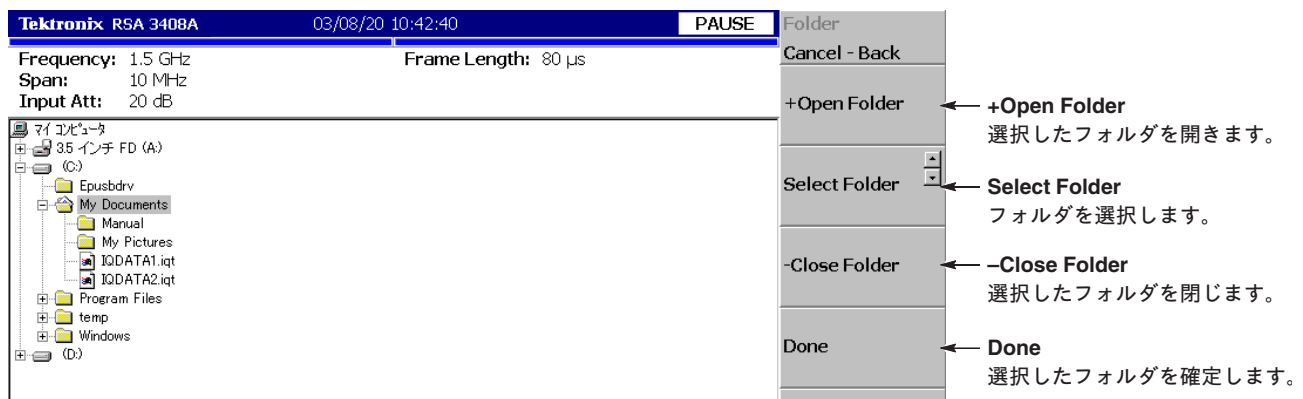 Tektronix RSA 3408A 03/08/20 10:42:40 PAUSE
Frequency: 1.5 GHz Frame Length: 80 µs
Span: 10 MHz
Input Att: 20 dB
マイ コンピュータ
3.5 インチ FD (A:)
(C:)
Epusbdrv
My Documents
Manual
My Pictures
IQDATA1.iqt
IQDATA2.iqt
Program Files
temp
Windows
(D:)
Folder
Cancel - Back
+Open Folder
Select Folder
-Close Folder
Done
+Open Folder
選択したフォルダを開きます。
Select Folder
フォルダを選択します。
–Close Folder
選択したフォルダを閉じます。
Done
選択したフォルダを確定します。